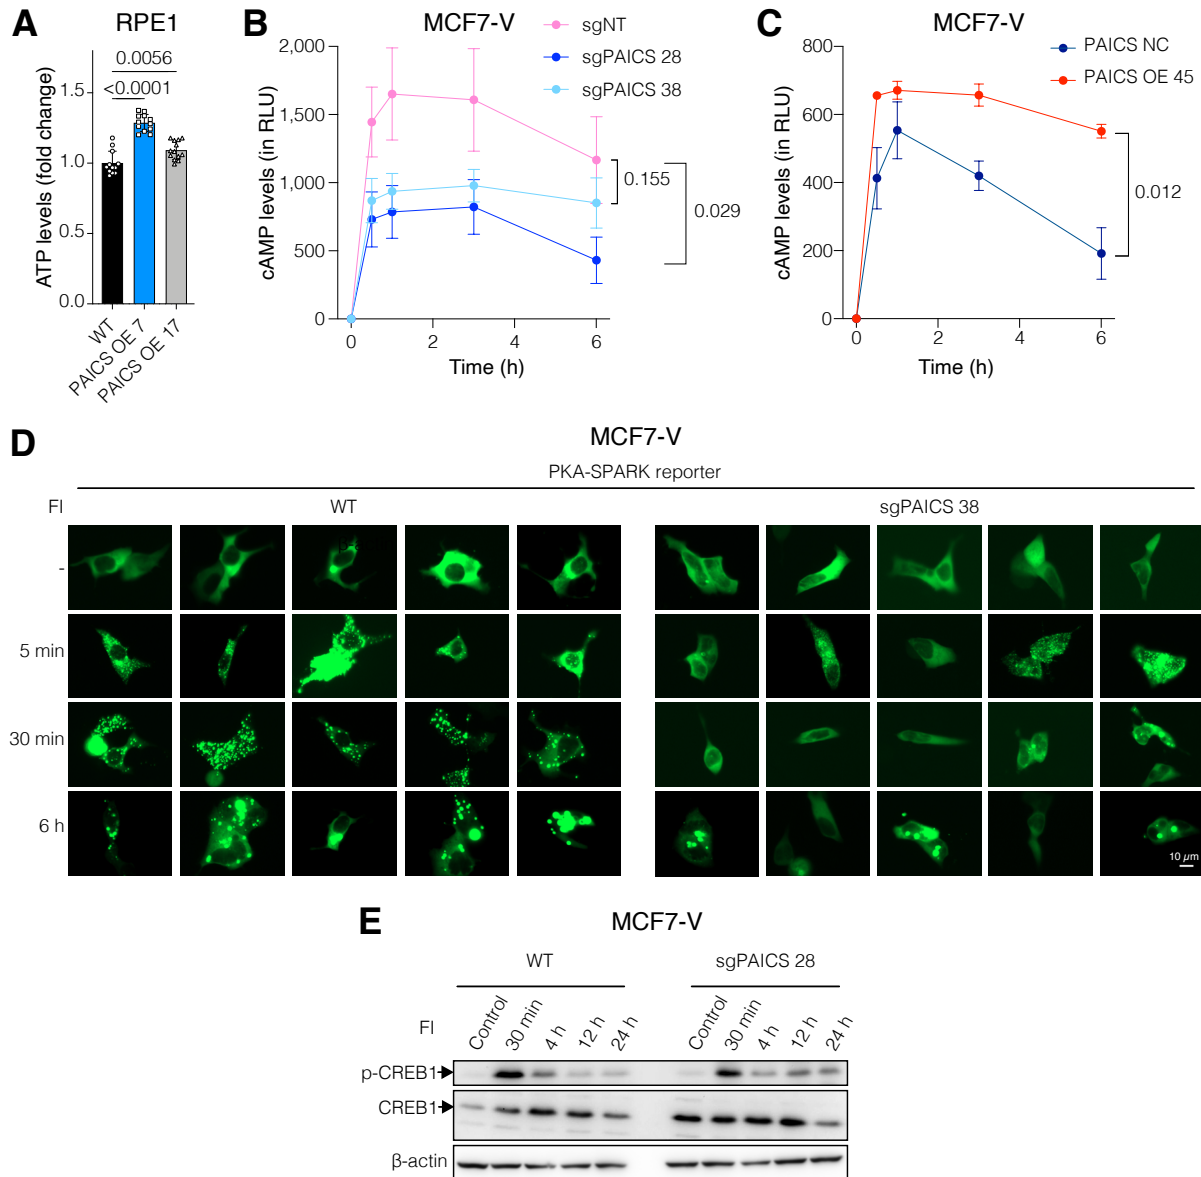 A
RPE1
ATP levels (fold change)
1.5
1.0
0.5
0.0
0.0056
<0.0001
WT
PAICS OE 7
PAICS OE 17
B
MCF7-V
sgNT
sgPAICS 28
sgPAICS 38
cAMP levels (in RLU)
2,000
1,500
1,000
500
0
0 2 4 6
Time (h)
0.155
0.029
C
MCF7-V
PAICS NC
PAICS OE 45
cAMP levels (in RLU)
800
600
400
200
0
0 2 4 6
Time (h)
0.012
D
MCF7-V
PKA-SPARK reporter
FI WT sgPAICS 38
-
5 min
30 min
6 h
10 µm
E
MCF7-V
WT sgPAICS 28
FI Control 30 min 4 h 12 h 24 h Control 30 min 4 h 12 h 24 h
p-CREB1
CREB1
β-actin